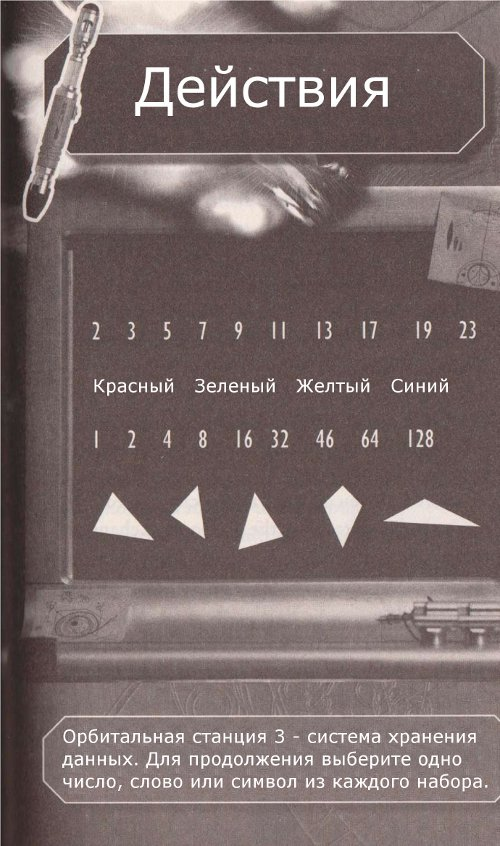 Действия
2 3 5 7 9 11 13 17 19 23
Красный Зеленый Желтый Синий
1 2 4 8 16 32 46 64 128
Орбитальная станция 3 - система хранения
данных. Для продолжения выберите одно
число, слово или символ из каждого набора.